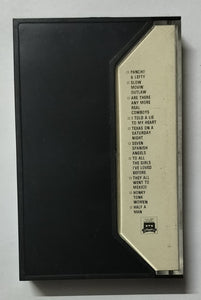 PANCHO
& LEFTY
SLOW
MOVIN'
OUTLAW
ARE THERE
ANY MORE
REAL
COWBOYS
I TOLD A LIE
TO MY HEART
TEXAS ON A
SATURDAY
NIGHT
SEVEN
SPANISH
ANGELS
TO ALL
THE GIRLS
I'VE LOVED
BEFORE
THEY ALL
WENT TO
MEXICO
HONKY
TONK
WOMEN
HALF A
MAN